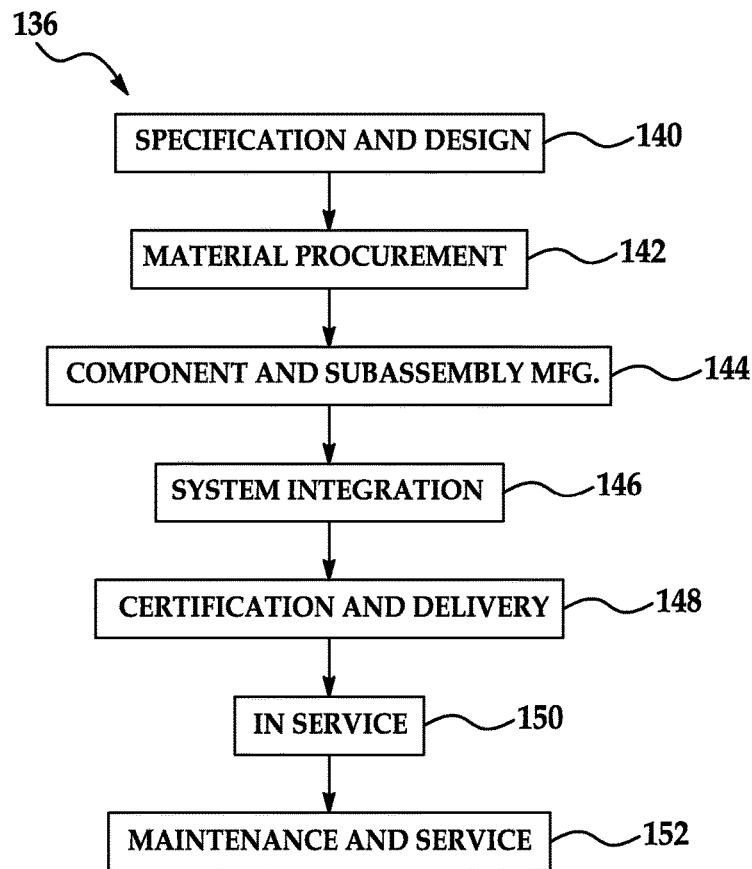 136
SPECIFICATION AND DESIGN
140
MATERIAL PROCUREMENT
142
COMPONENT AND SUBASSEMBLY MFG.
144
SYSTEM INTEGRATION
146
CERTIFICATION AND DELIVERY
148
IN SERVICE
150
MAINTENANCE AND SERVICE
152